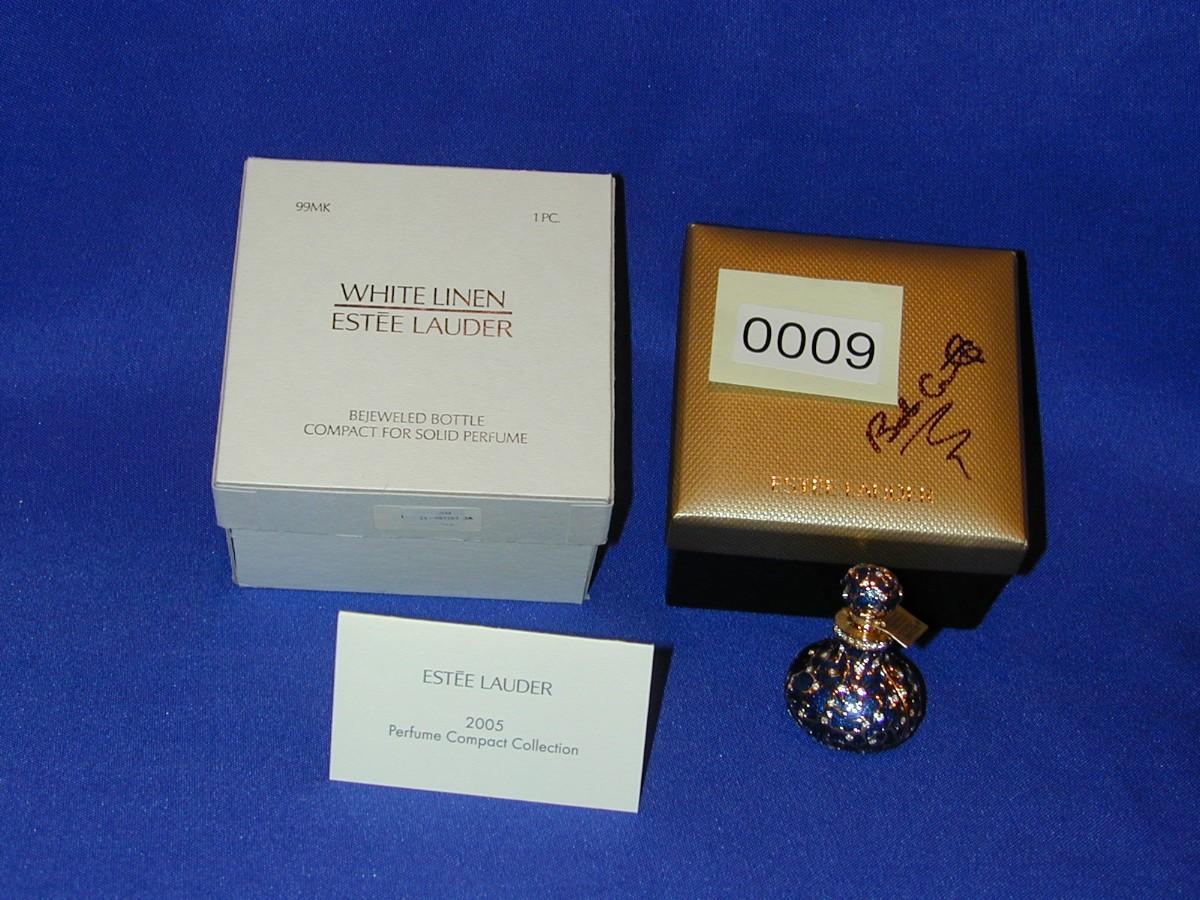 99MK
1 PC.
WHITE LINEN
ESTĒE LAUDER
BEJEWELED BOTTLE
COMPACT FOR SOLID PERFUME
0009
ESTĒE LAUDER
ESTĒE LAUDER
2005
Perfume Compact Collection